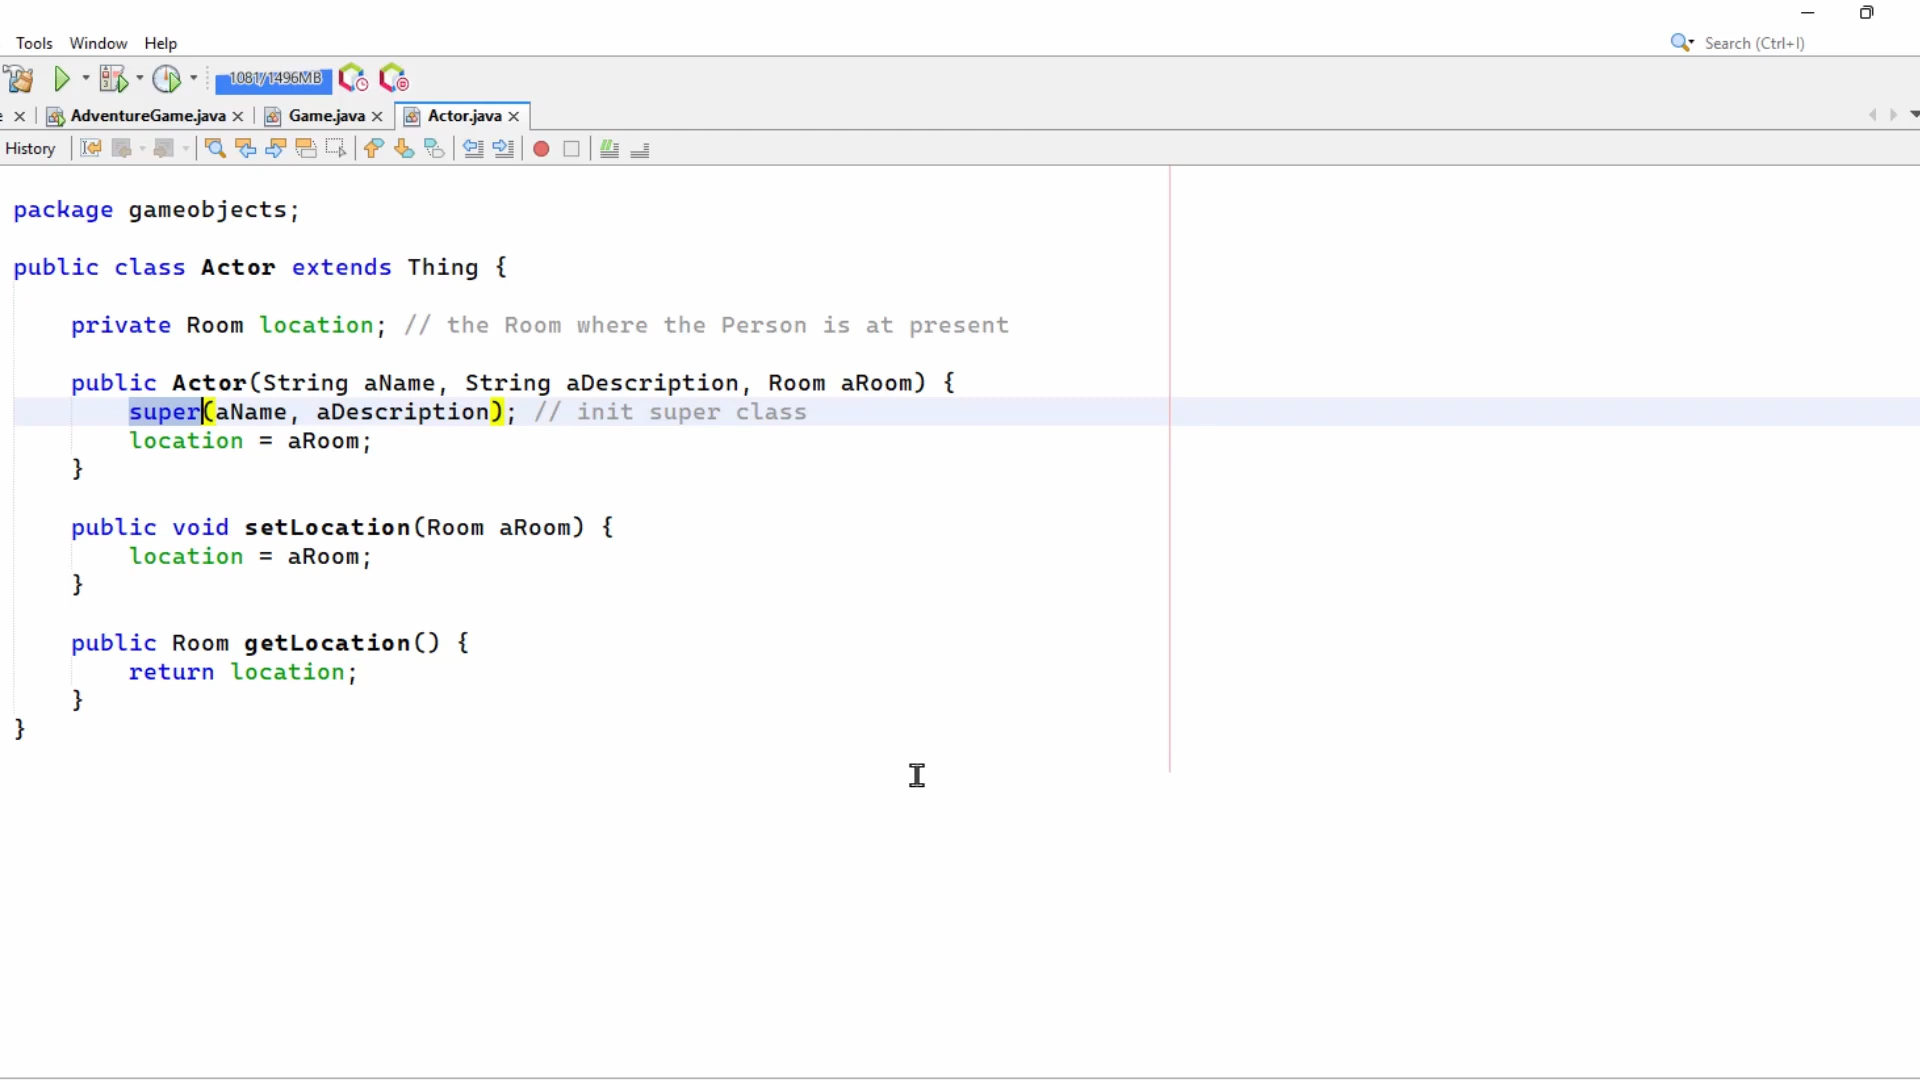 Tools Window Help
Search (Ctrl+I)
1081/1496MB
AdventureGame.java Game.java Actor.java
History
package gameobjects;
public class Actor extends Thing {
private Room location; // the Room where the Person is at present
public Actor(String aName, String aDescription, Room aRoom) {
super(aName, aDescription); // init super class
location = aRoom;
}
public void setLocation(Room aRoom) {
location = aRoom;
}
public Room getLocation() {
return location;
}
}